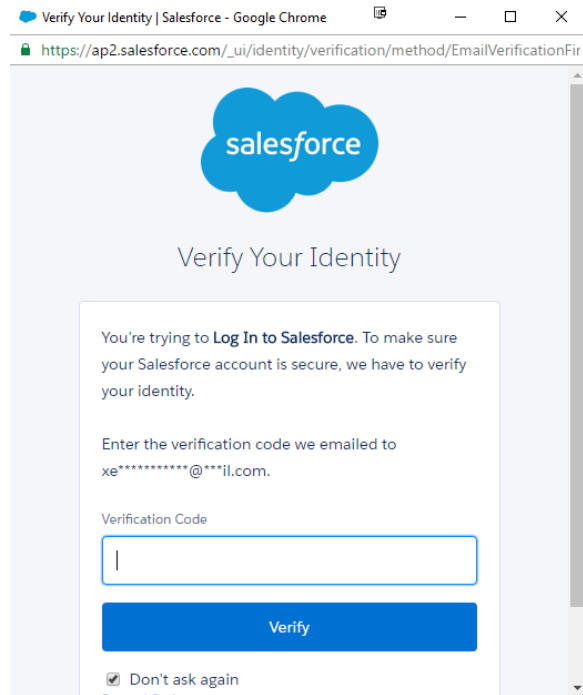 Verify Your Identity | Salesforce - Google Chrome
https://ap2.salesforce.com/_ui/identity/verification/method/EmailVerificationFir
salesforce
Verify Your Identity
You're trying to Log In to Salesforce. To make sure
your Salesforce account is secure, we have to verify
your identity.
Enter the verification code we emailed to
xe***********@***il.com.
Verification Code
Verify
Don't ask again